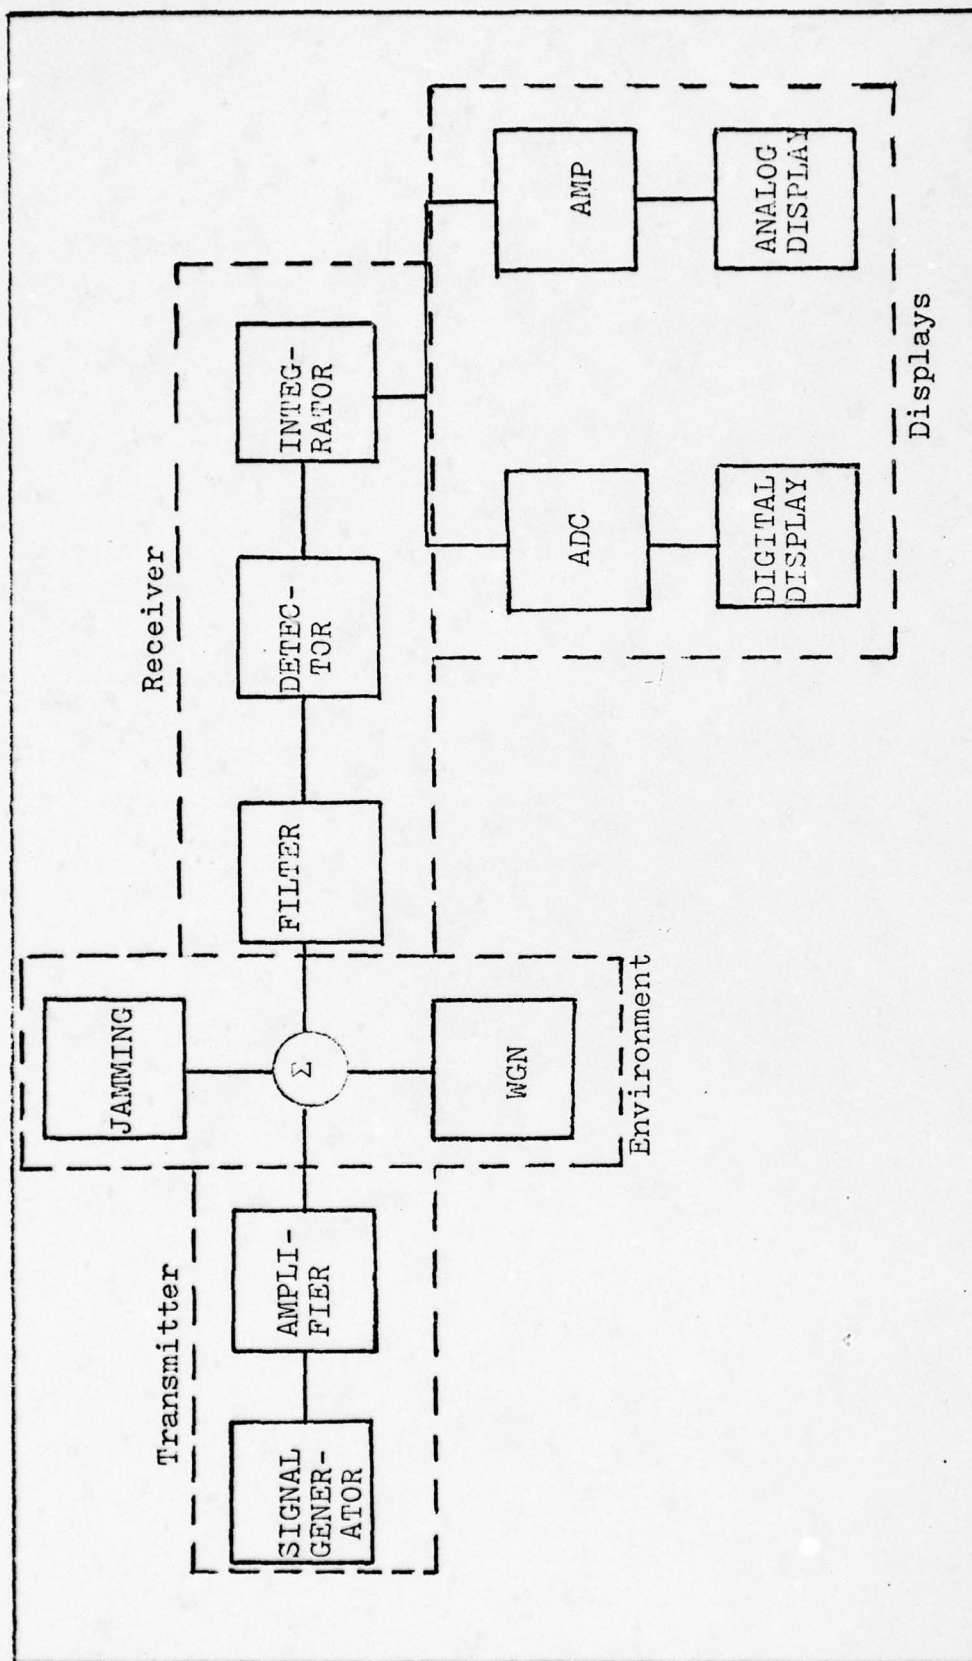 Transmitter
SIGNAL
GENER-
ATOR
AMPLI-
FIER
JAMMING
Σ
WGN
Environment
Receiver
FILTER
DETEC-
TOR
INTEG-
RATOR
ADC
DIGITAL
DISPLAY
AMP
ANALOG
DISPLAY
Displays